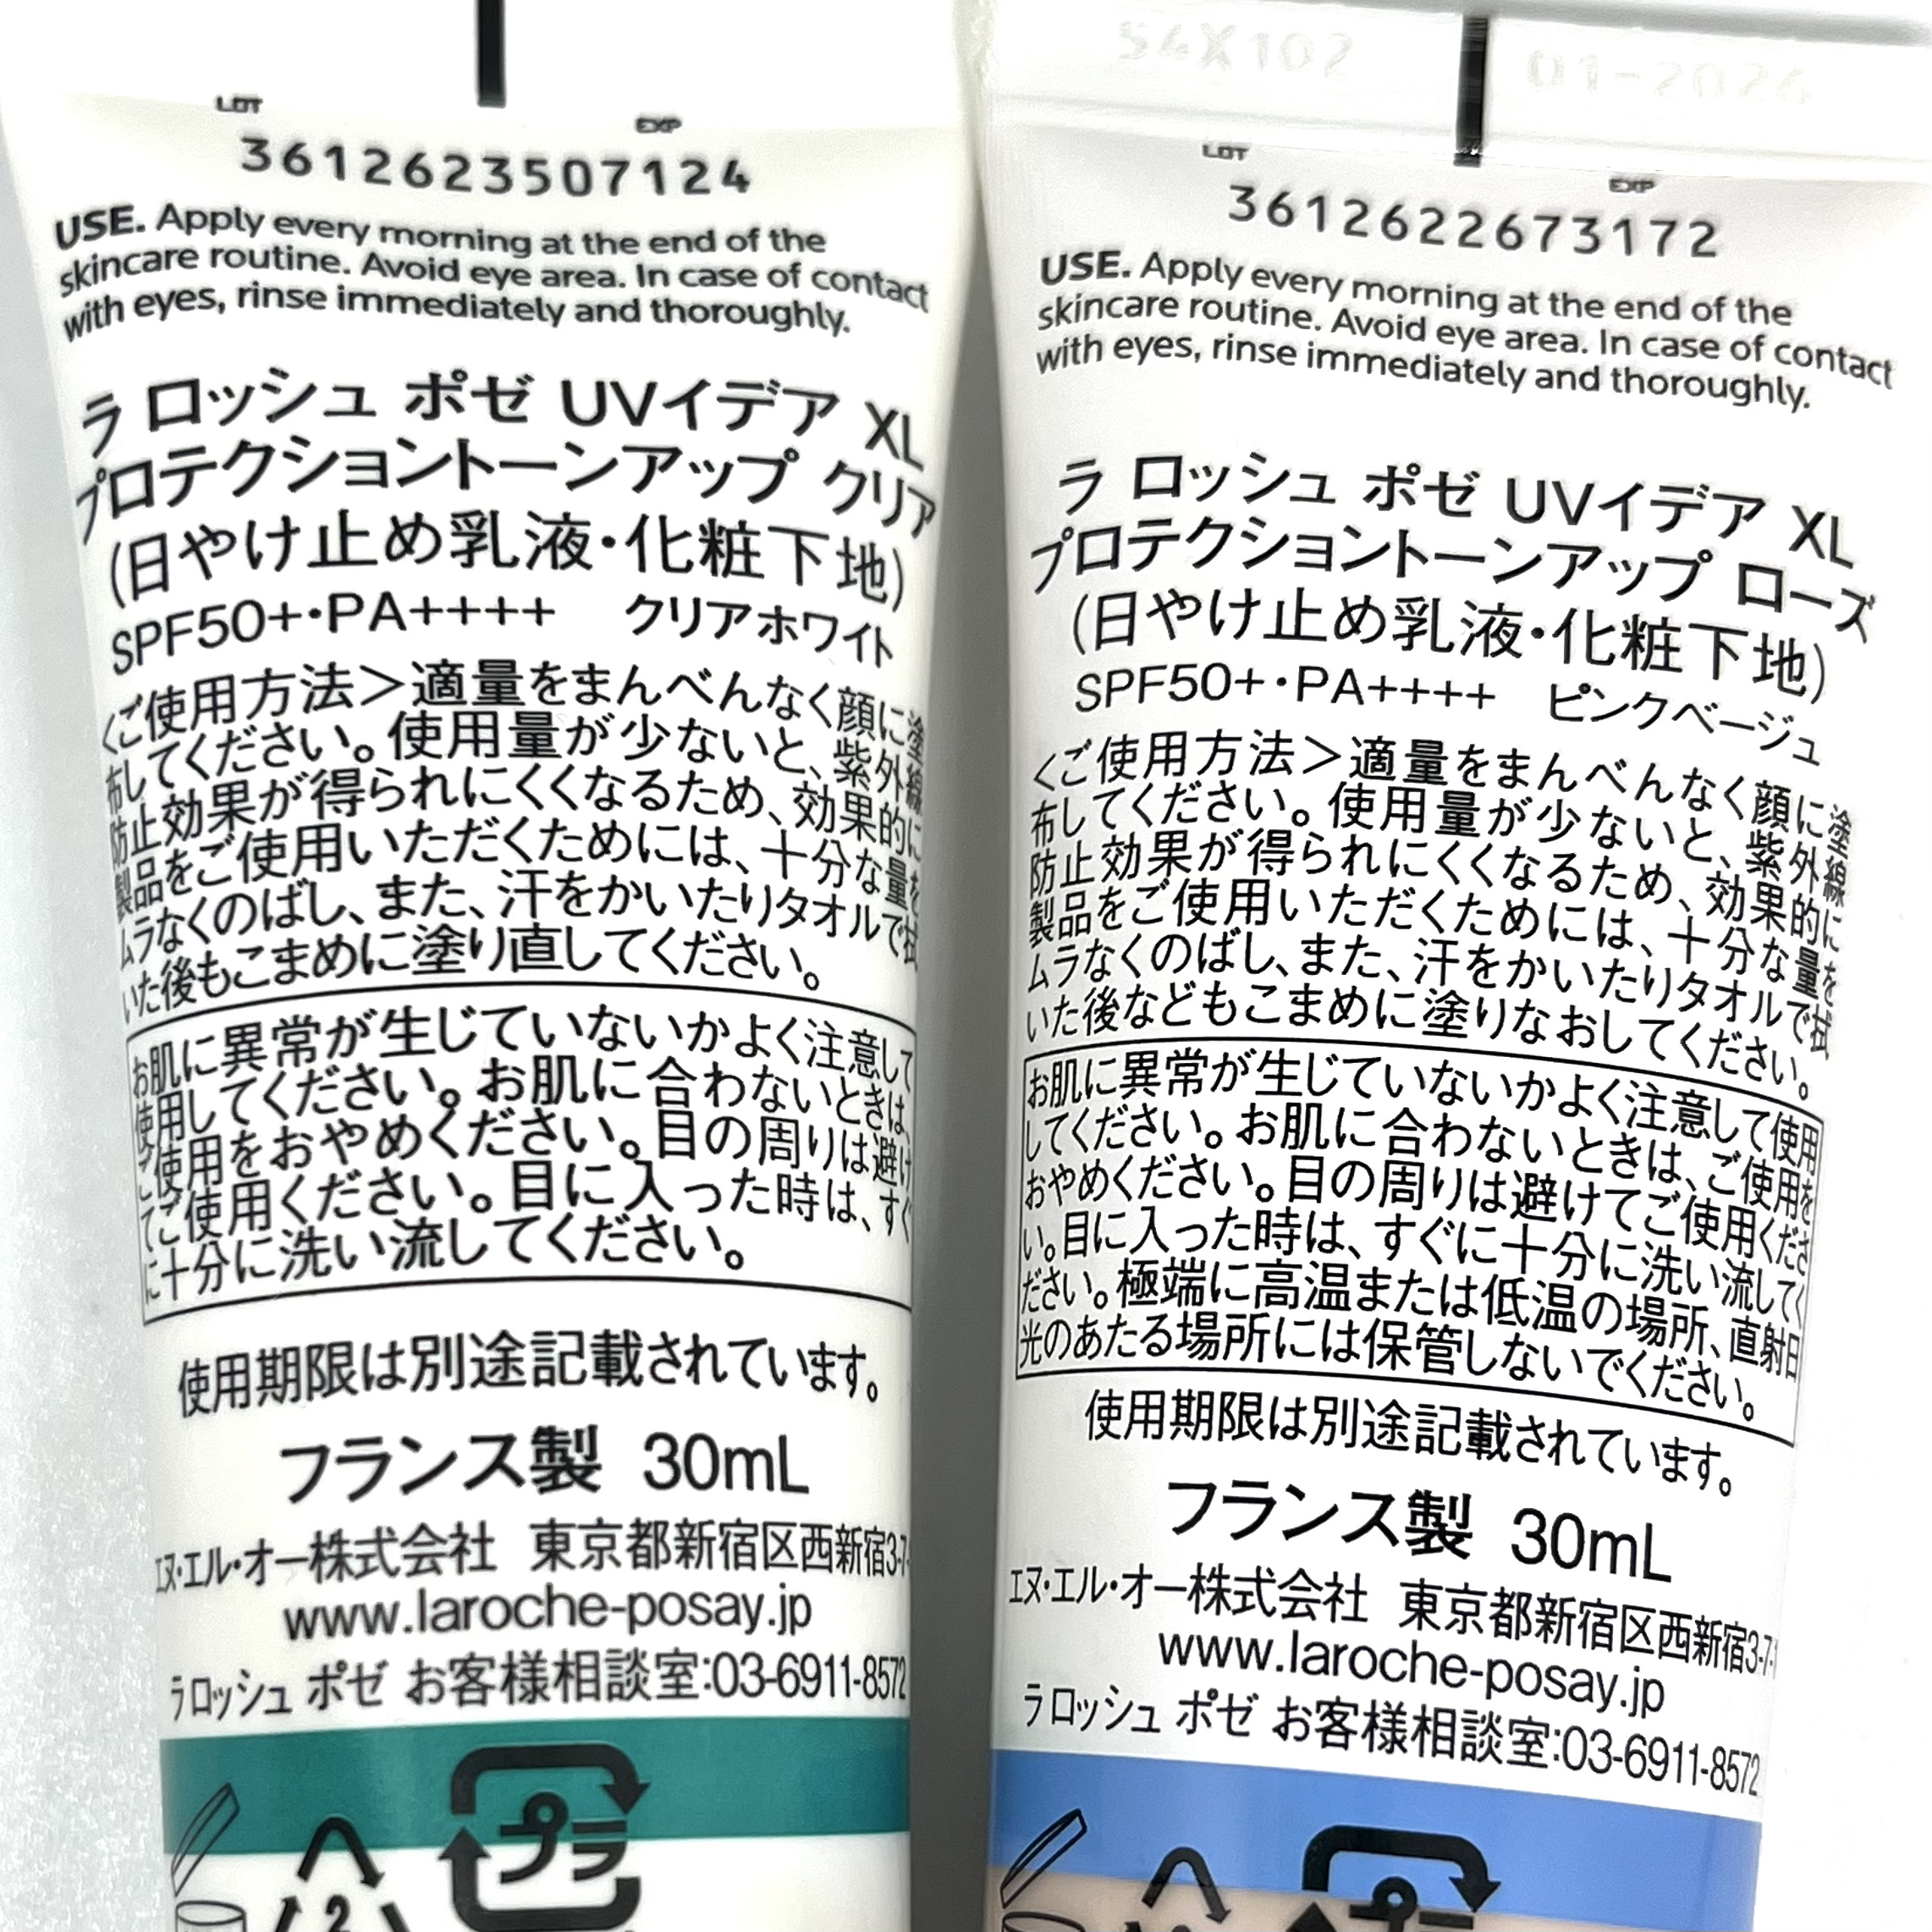 LOT
EXP
3612623507124
USE. Apply every morning at the end of the
skincare routine. Avoid eye area. In case of contact
with eyes, rinse immediately and thoroughly.
ラ ロッシュ ポゼ UVイデア XL
プロテクショントーンアップ クリア
(日やけ止め乳液・化粧下地)
SPF50+・PA++++ クリアホワイト
<ご使用方法>適量をまんべんなく顔に塗
布してください。使用量が少ないと、紫外線
防止効果が得られにくくなるため、効果的に
製品をご使用いただくためには、十分な量を
ムラなくのばし、また、汗をかいたりタオルで拭
いた後もこまめに塗り直してください。
お肌に異常が生じていないかよく注意して
使用してください。お肌に合わないときは、
ご使用をおやめください。目の周りは避け
てご使用ください。目に入った時は、すぐ
に十分に洗い流してください。
使用期限は別途記載されています。
フランス製 30mL
エヌ・エル・オー株式会社 東京都新宿区西新宿3-7-
www.laroche-posay.jp
ラ ロッシュ ポゼ お客様相談室:03-6911-8572
プラ
2
54X102 01-2026
LOT
EXP
3612622673172
USE. Apply every morning at the end of the
skincare routine. Avoid eye area. In case of contact
with eyes, rinse immediately and thoroughly.
ラ ロッシュ ポゼ UVイデア XL
プロテクショントーンアップ ローズ
(日やけ止め乳液・化粧下地)
SPF50+・PA++++ ピンクベージュ
<ご使用方法>適量をまんべんなく顔に塗
布してください。使用量が少ないと、紫外線
防止効果が得られにくくなるため、効果的に
製品をご使用いただくためには、十分な量を
ムラなくのばし、また、汗をかいたりタオルで拭
いた後などもこまめに塗りなおしてください。
お肌に異常が生じていないかよく注意して使用
してください。お肌に合わないときは、ご使用を
おやめください。目の周りは避けてご使用くださ
い。目に入った時は、すぐに十分に洗い流してく
ださい。極端に高温または低温の場所、直射日
光のあたる場所には保管しないでください。
使用期限は別途記載されています。
フランス製 30mL
エヌ・エル・オー株式会社 東京都新宿区西新宿3-7-1
www.laroche-posay.jp
ラ ロッシュ ポゼ お客様相談室:03-6911-8572